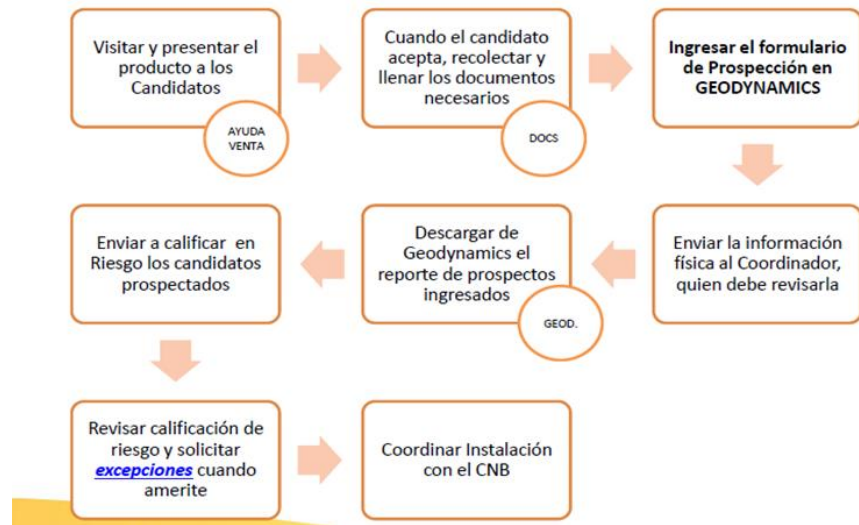 Visitar y presentar el
producto a los
Candidatos
AYUDA
VENTA
Cuando el candidato
acepta, recolectar y
llenar los documentos
necesarios
DOCS
Ingresar el formulario
de Prospección en
GEODYNAMICS
Enviar la información
física al Coordinador,
quien debe revisarla
Descargar de
Geodynamics el
reporte de prospectos
ingresados
GEOD.
Enviar a calificar en
Riesgo los candidatos
prospectados
Revisar calificación de
riesgo y solicitar
excepciones cuando
amerite
Coordinar Instalación
con el CNB